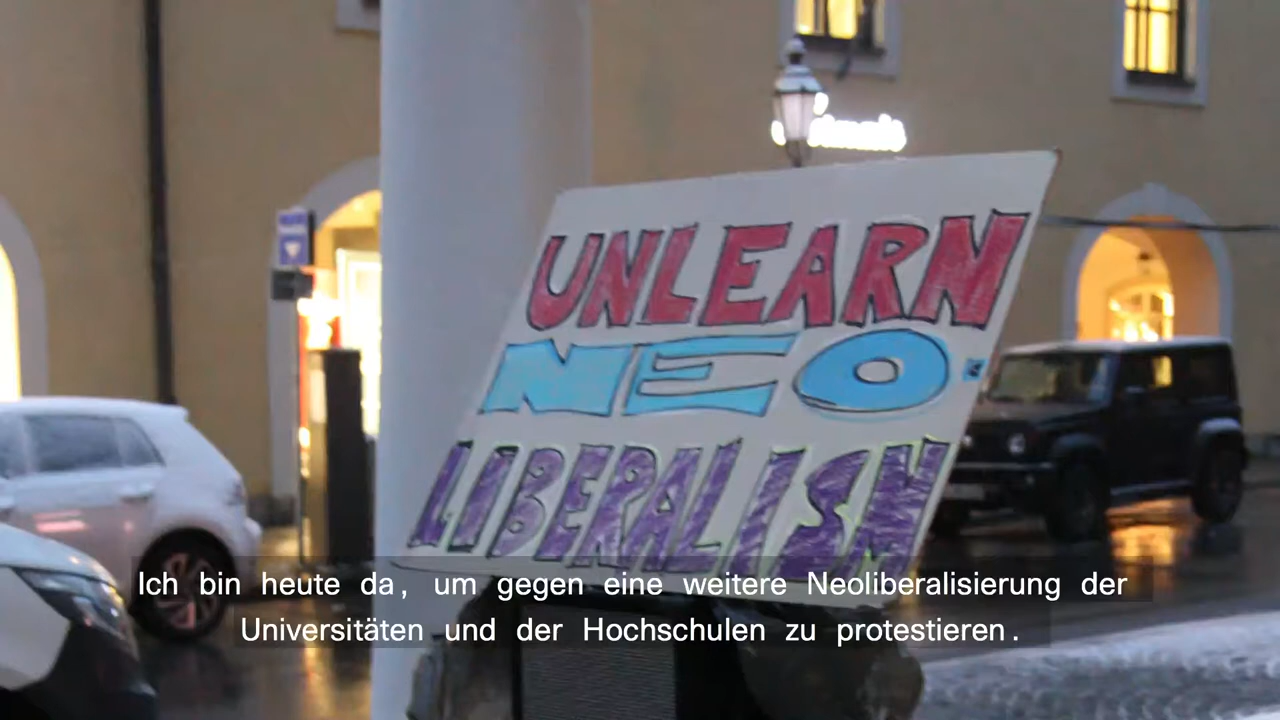 UNLEARN
NEO
LIBERALISM
Ich bin heute da, um gegen eine weitere Neoliberalisierung der
Universitäten und der Hochschulen zu protestieren.